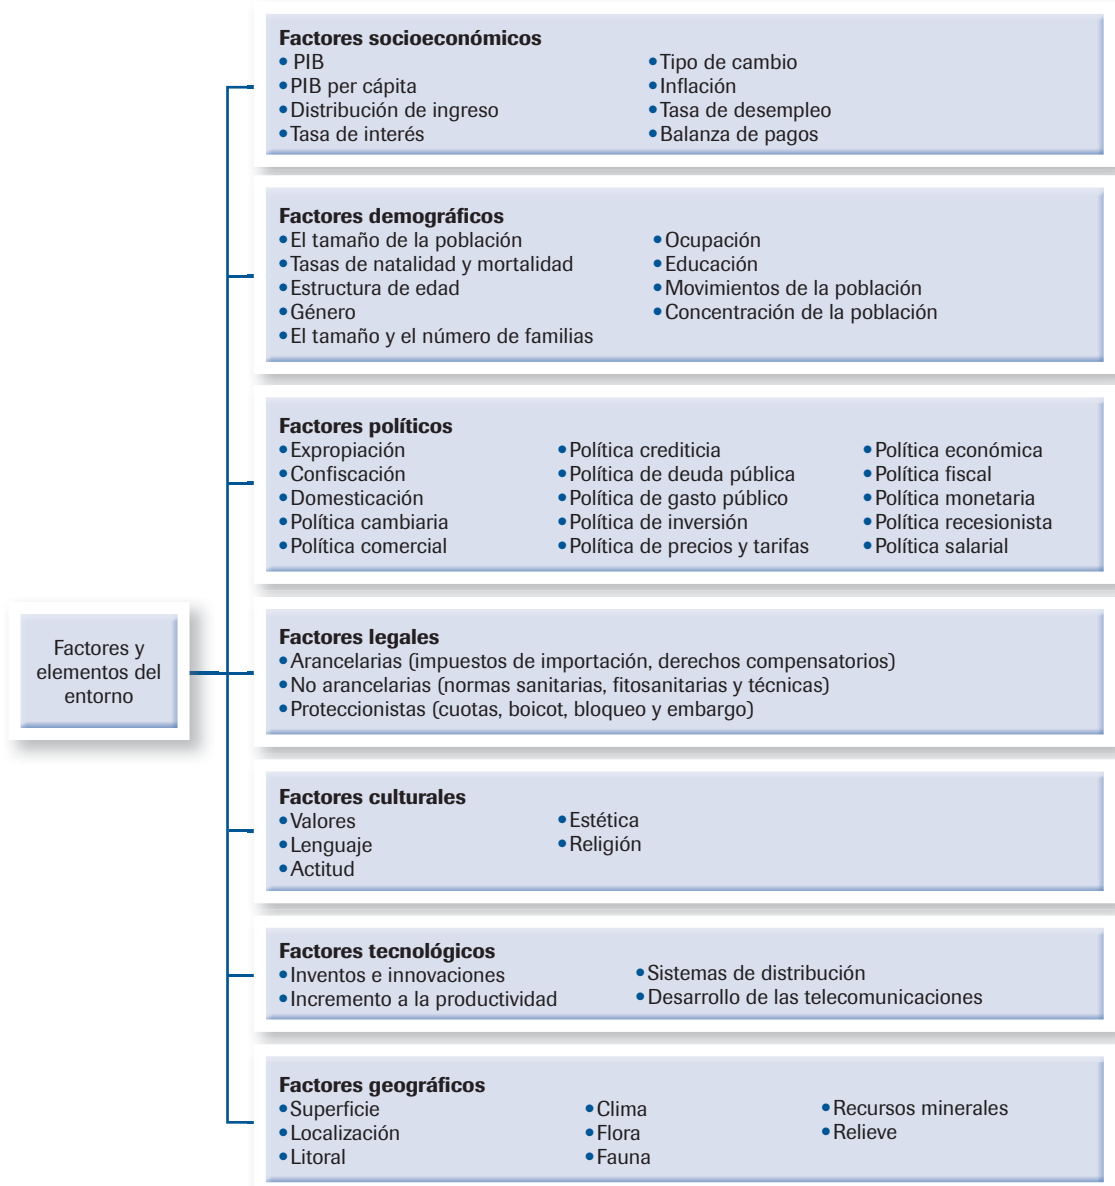 Factores y
elementos del
entorno
Factores socioeconómicos
• PIB
• PIB per cápita
• Distribución de ingreso
• Tasa de interés
• Tipo de cambio
• Inflación
• Tasa de desempleo
• Balanza de pagos
Factores demográficos
• El tamaño de la población
• Tasas de natalidad y mortalidad
• Estructura de edad
• Género
• El tamaño y el número de familias
• Ocupación
• Educación
• Movimientos de la población
• Concentración de la población
Factores políticos
• Expropiación
• Confiscación
• Domesticación
• Política cambiaria
• Política comercial
• Política crediticia
• Política de deuda pública
• Política de gasto público
• Política de inversión
• Política de precios y tarifas
• Política económica
• Política fiscal
• Política monetaria
• Política recesionista
• Política salarial
Factores legales
• Arancelarias (impuestos de importación, derechos compensatorios)
• No arancelarias (normas sanitarias, fitosanitarias y técnicas)
• Proteccionistas (cuotas, boicot, bloqueo y embargo)
Factores culturales
• Valores
• Lenguaje
• Actitud
• Estética
• Religión
Factores tecnológicos
• Inventos e innovaciones
• Incremento a la productividad
• Sistemas de distribución
• Desarrollo de las telecomunicaciones
Factores geográficos
• Superficie
• Localización
• Litoral
• Clima
• Flora
• Fauna
• Recursos minerales
• Relieve